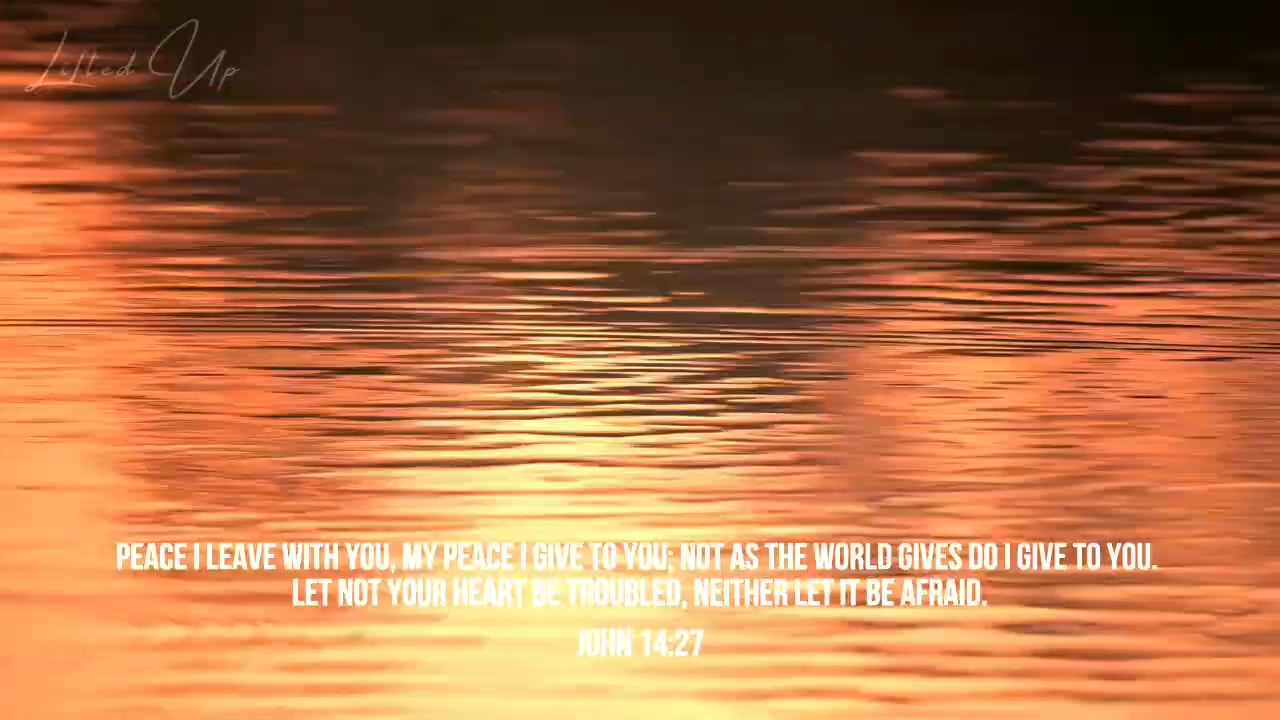 Lifted Up
PEACE I LEAVE WITH YOU, MY PEACE I GIVE TO YOU; NOT AS THE WORLD GIVES DO I GIVE TO YOU.
LET NOT YOUR HEART BE TROUBLED, NEITHER LET IT BE AFRAID.
JOHN 14:27